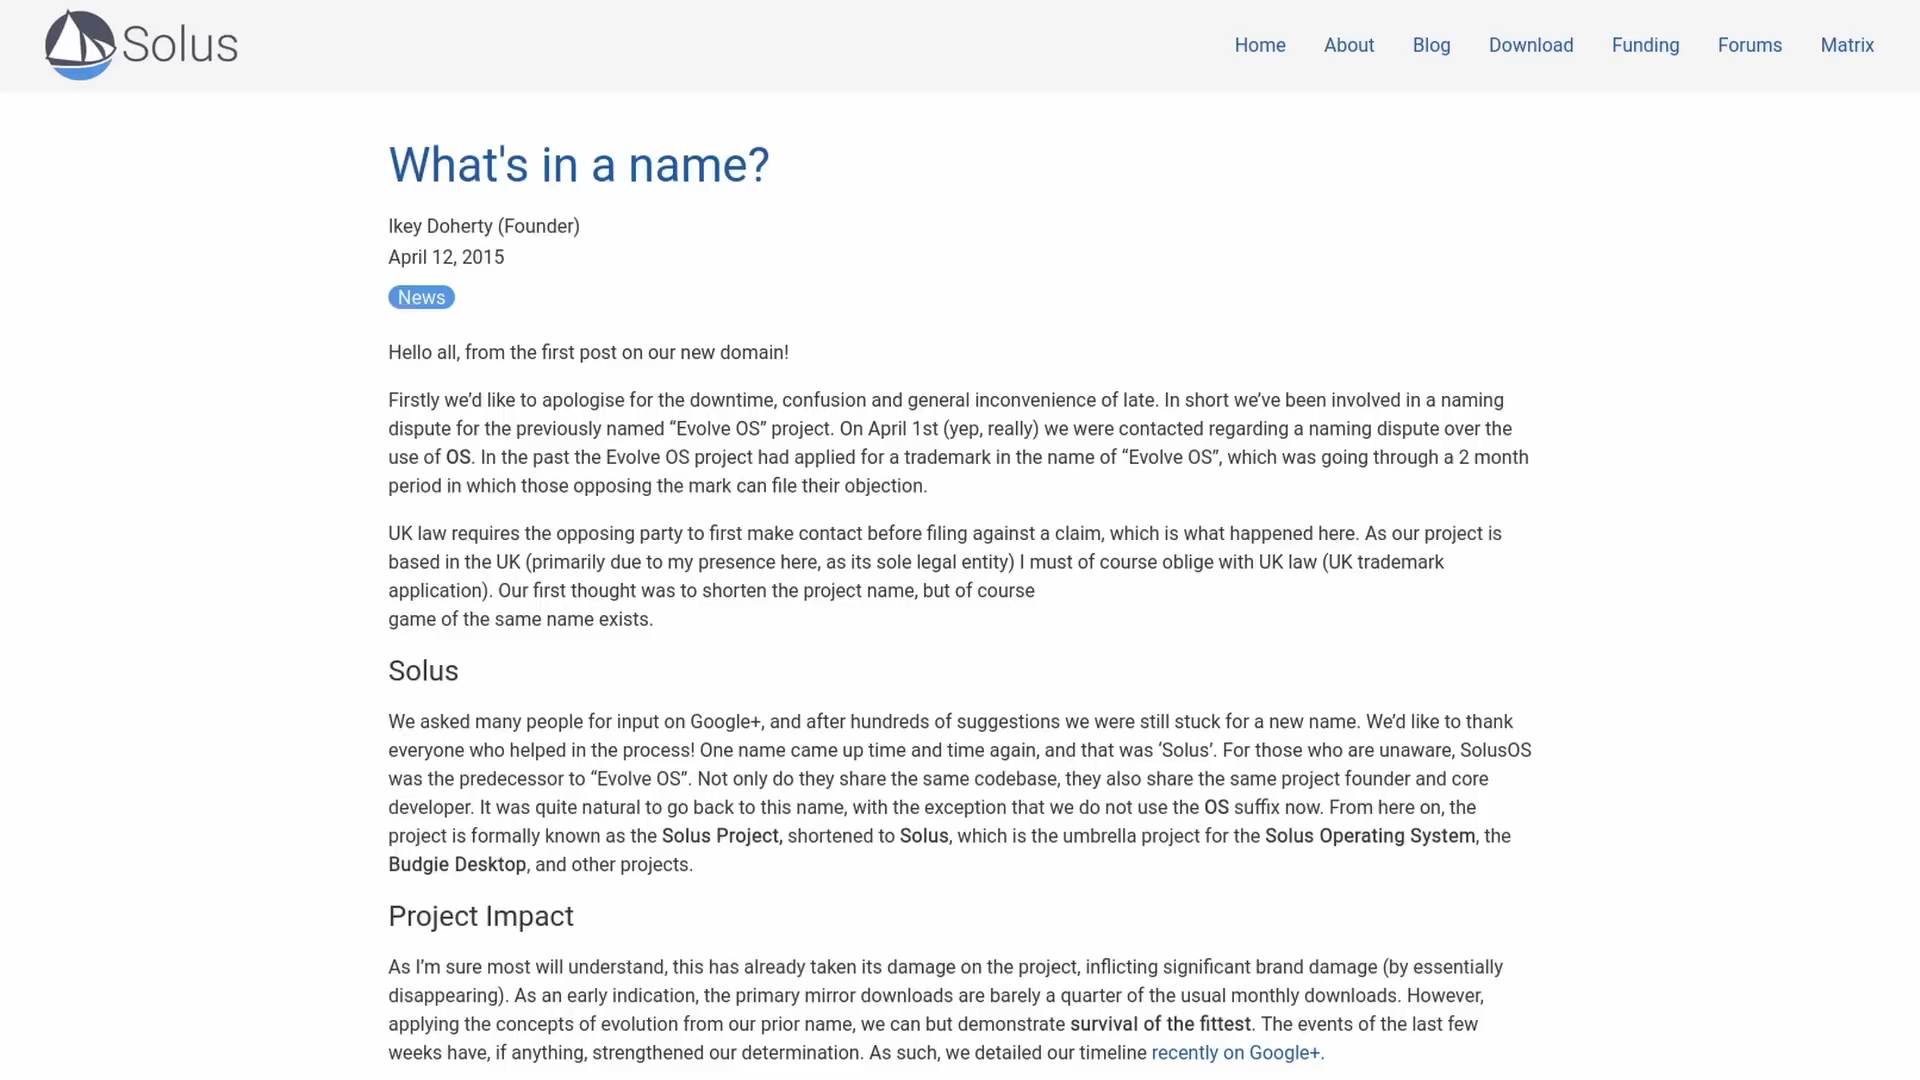 Solus
Home
About
Blog
Download
Funding
Forums
Matrix
What's in a name?
Ikey Doherty (Founder)
April 12, 2015
News
Hello all, from the first post on our new domain!
Firstly we’d like to apologise for the downtime, confusion and general inconvenience of late. In short we’ve been involved in a naming
dispute for the previously named “Evolve OS” project. On April 1st (yep, really) we were contacted regarding a naming dispute over the
use of OS. In the past the Evolve OS project had applied for a trademark in the name of “Evolve OS”, which was going through a 2 month
period in which those opposing the mark can file their objection.
UK law requires the opposing party to first make contact before filing against a claim, which is what happened here. As our project is
based in the UK (primarily due to my presence here, as its sole legal entity) I must of course oblige with UK law (UK trademark
application). Our first thought was to shorten the project name, but of course
game of the same name exists.
Solus
We asked many people for input on Google+, and after hundreds of suggestions we were still stuck for a new name. We’d like to thank
everyone who helped in the process! One name came up time and time again, and that was ‘Solus’. For those who are unaware, SolusOS
was the predecessor to “Evolve OS”. Not only do they share the same codebase, they also share the same project founder and core
developer. It was quite natural to go back to this name, with the exception that we do not use the OS suffix now. From here on, the
project is formally known as the Solus Project, shortened to Solus, which is the umbrella project for the Solus Operating System, the
Budgie Desktop, and other projects.
Project Impact
As I’m sure most will understand, this has already taken its damage on the project, inflicting significant brand damage (by essentially
disappearing). As an early indication, the primary mirror downloads are barely a quarter of the usual monthly downloads. However,
applying the concepts of evolution from our prior name, we can but demonstrate survival of the fittest. The events of the last few
weeks have, if anything, strengthened our determination. As such, we detailed our timeline recently on Google+.